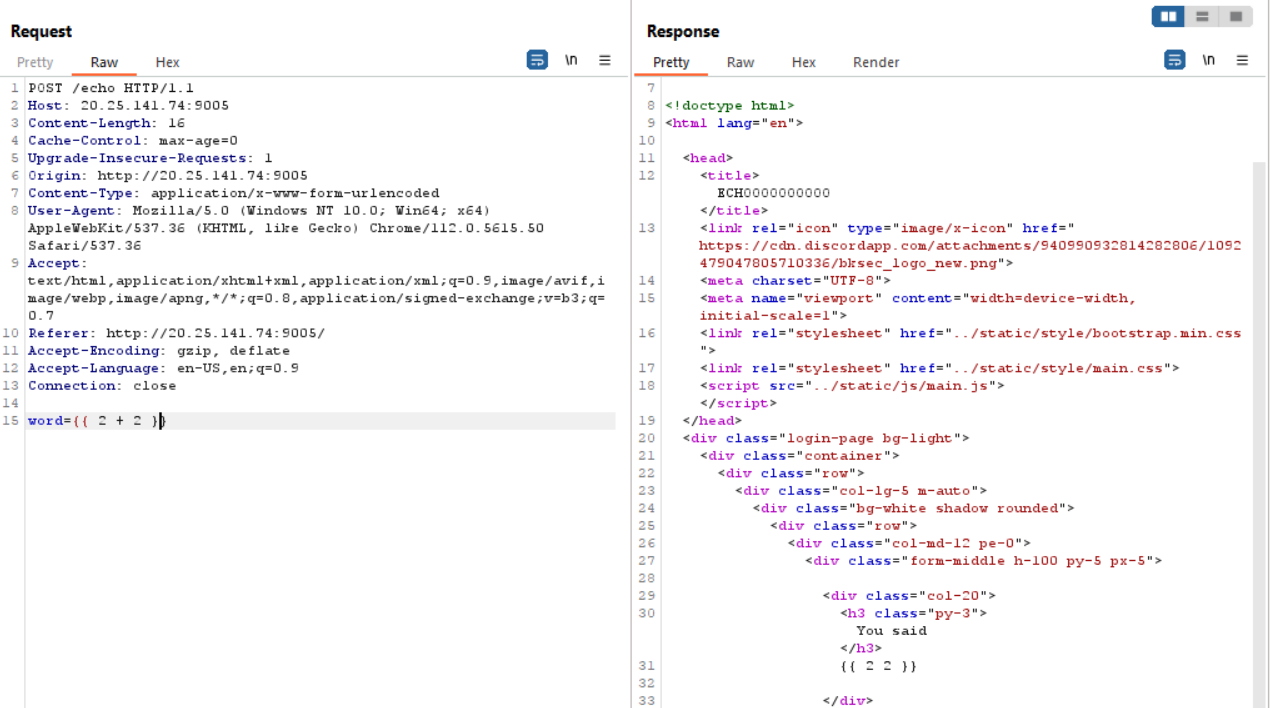 Request
Response
Pretty Raw Hex
\n
Pretty Raw Hex Render
\n
1 POST /echo HTTP/1.1
2 Host: 20.25.141.74:9005
3 Content-Length: 16
4 Cache-Control: max-age=0
5 Upgrade-Insecure-Requests: 1
6 Origin: http://20.25.141.74:9005
7 Content-Type: application/x-www-form-urlencoded
8 User-Agent: Mozilla/5.0 (Windows NT 10.0; Win64; x64)
AppleWebKit/537.36 (KHTML, like Gecko) Chrome/112.0.5615.50
Safari/537.36
9 Accept:
text/html,application/xhtml+xml,application/xml;q=0.9,image/avif,i
mage/webp,image/apng,*/*;q=0.8,application/signed-exchange;v=b3;q=
0.7
10 Referer: http://20.25.141.74:9005/
11 Accept-Encoding: gzip, deflate
12 Accept-Language: en-US,en;q=0.9
13 Connection: close
14
15 word={{ 2 + 2 }}
7
8 <!doctype html>
9 <html lang="en">
10
11 <head>
12 <title>
ECH0000000000
</title>
13 <link rel="icon" type="image/x-icon" href="
https://cdn.discordapp.com/attachments/940990932814282806/1092
479047805710336/bksec_logo_new.png">
14 <meta charset="UTF-8">
15 <meta name="viewport" content="width=device-width,
initial-scale=1">
16 <link rel="stylesheet" href="../static/style/bootstrap.min.css
">
17 <link rel="stylesheet" href="../static/style/main.css">
18 <script src="../static/js/main.js">
</script>
19 </head>
20 <div class="login-page bg-light">
21 <div class="container">
22 <div class="row">
23 <div class="col-lg-5 m-auto">
24 <div class="bg-white shadow rounded">
25 <div class="row">
26 <div class="col-md-12 pe-0">
27 <div class="form-middle h-100 py-5 px-5">
28
29 <div class="col-20">
30 <h3 class="py-3">
You said
</h3>
31 {{ 2 2 }}
32
33 </div>